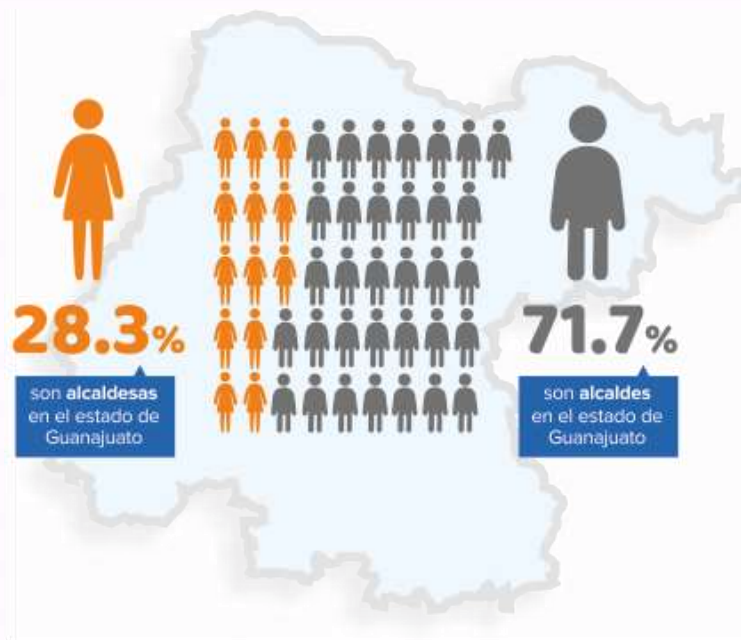 28.3%
son alcaldesas
en el estado de
Guanajuato
71.7%
son alcaldes
en el estado de
Guanajuato